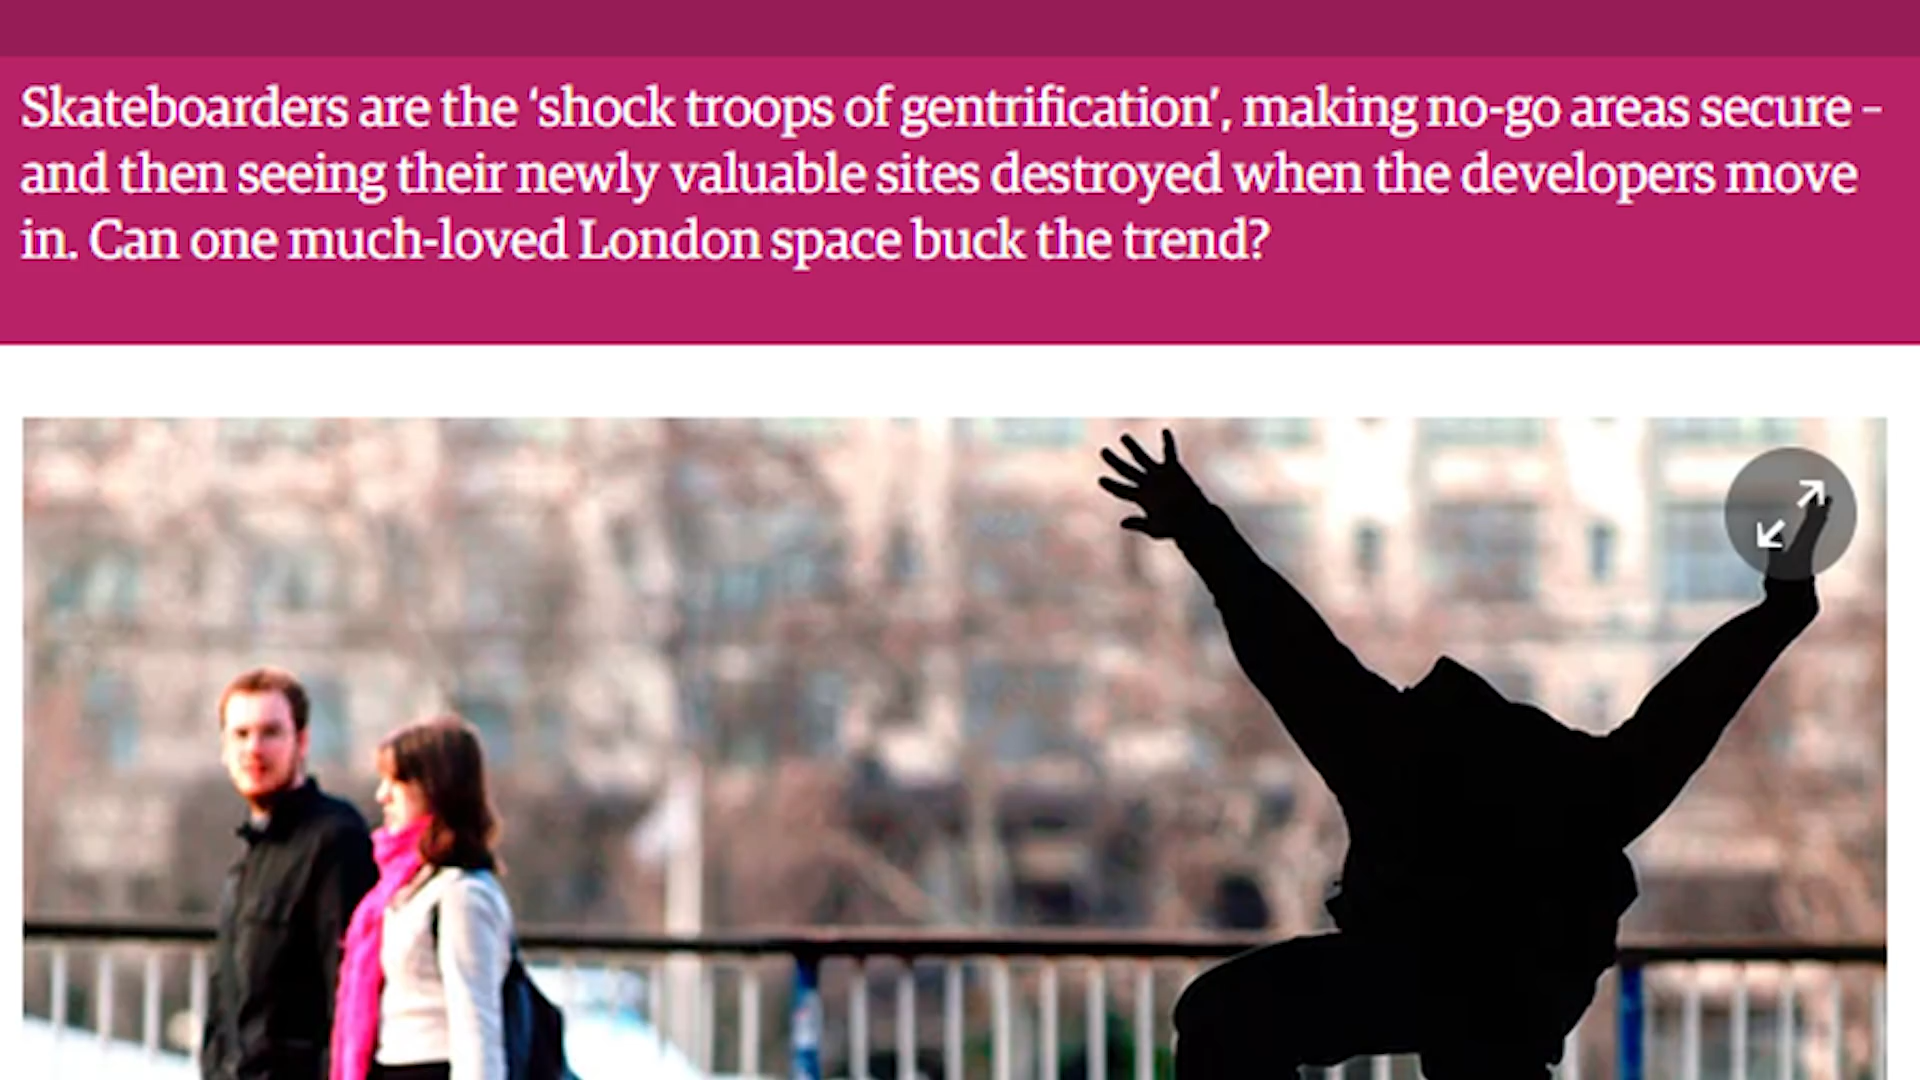 Skateboarders are the ‘shock troops of gentrification’, making no-go areas secure –
and then seeing their newly valuable sites destroyed when the developers move
in. Can one much-loved London space buck the trend?